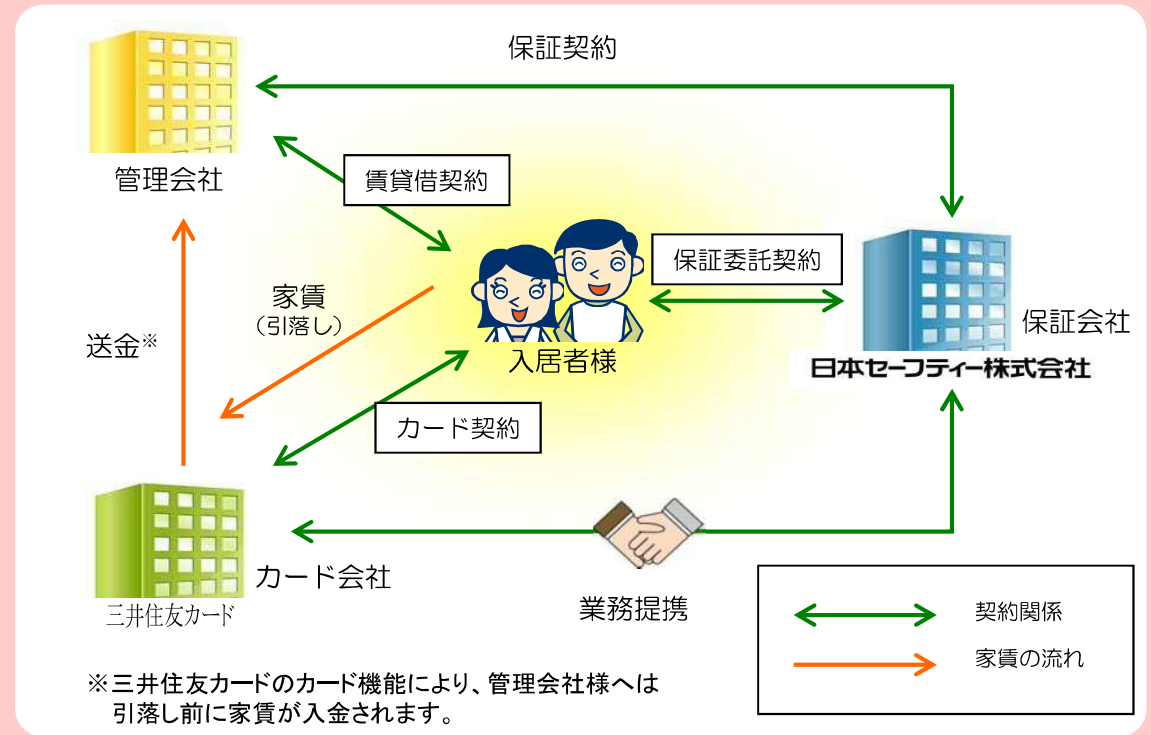 保証契約
管理会社
賃貸借契約
保証委託契約
家賃
（引落し）
送金※
入居者様
保証会社
日本セーフティー株式会社
カード契約
カード会社
三井住友カード
業務提携
契約関係
家賃の流れ
※三井住友カードのカード機能により、管理会社様へは
引落し前に家賃が入金されます。